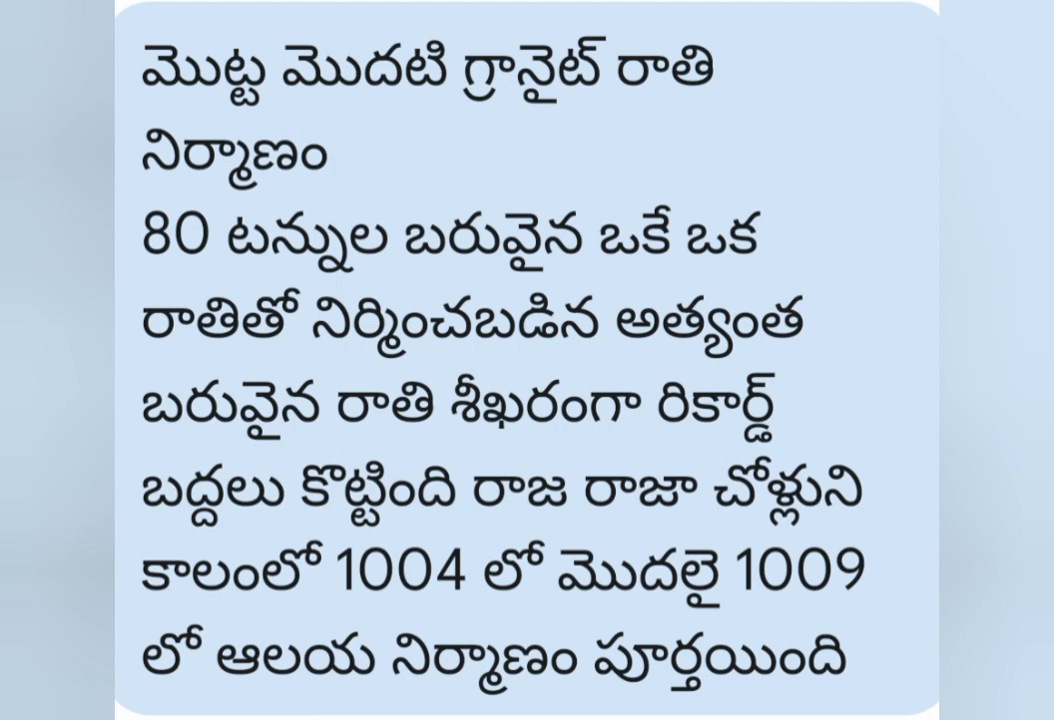 మొట్ట మొదటి గ్రానైట్ రాతి
నిర్మాణం
80 టన్నుల బరువైన ఒకే ఒక
రాతితో నిర్మించబడిన అత్యంత
బరువైన రాతి శీఖరంగా రికార్డ్
బద్దలు కొట్టింది రాజ రాజా చోళ్లుని
కాలంలో 1004 లో మొదలై 1009
లో ఆలయ నిర్మాణం పూర్తయింది